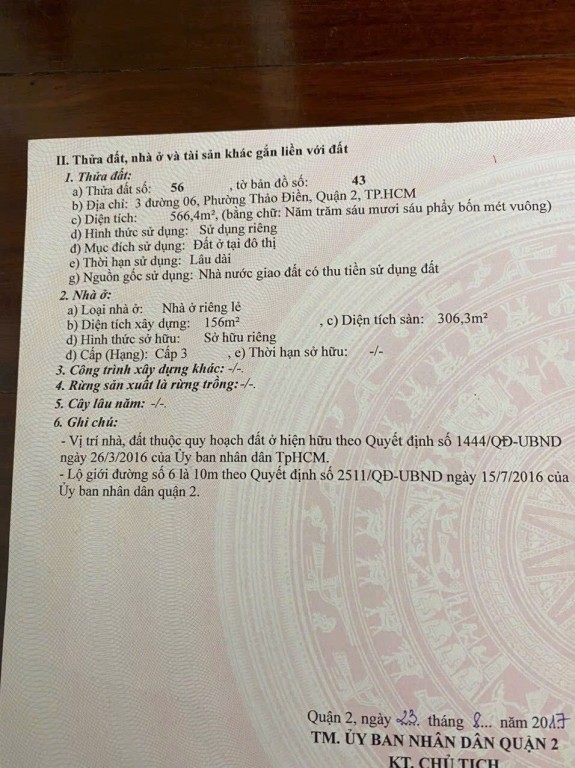 II. Thửa đất, nhà ở và tài sản khác gắn liền với đất
1. Thửa đất:
a) Thửa đất số: 56 , tờ bản đồ số: 43
b) Địa chỉ: 3 đường 06, Phường Thảo Điền, Quận 2, TP.HCM
c) Diện tích: 566,4m², (bằng chữ: Năm trăm sáu mươi sáu phẩy bốn mét vuông)
d) Hình thức sử dụng: Sử dụng riêng
đ) Mục đích sử dụng: Đất ở tại đô thị
e) Thời hạn sử dụng: Lâu dài
g) Nguồn gốc sử dụng: Nhà nước giao đất có thu tiền sử dụng đất
2. Nhà ở:
a) Loại nhà ở: Nhà ở riêng lẻ
b) Diện tích xây dựng: 156m² , c) Diện tích sàn: 306,3m²
d) Hình thức sở hữu: Sở hữu riêng
đ) Cấp (Hạng): Cấp 3 , e) Thời hạn sở hữu: -/-
3. Công trình xây dựng khác: -/-.
4. Rừng sản xuất là rừng trồng: -/-.
5. Cây lâu năm: -/-.
6. Ghi chú:
- Vị trí nhà, đất thuộc quy hoạch đất ở hiện hữu theo Quyết định số 1444/QĐ-UBND
ngày 26/3/2016 của Ủy ban nhân dân TpHCM.
- Lộ giới đường số 6 là 10m theo Quyết định số 2511/QĐ-UBND ngày 15/7/2016 của
Ủy ban nhân dân quận 2.
Quận 2, ngày 23. tháng 8... năm 2017
TM. ỦY BAN NHÂN DÂN QUẬN 2
KT. CHỦ TỊCH